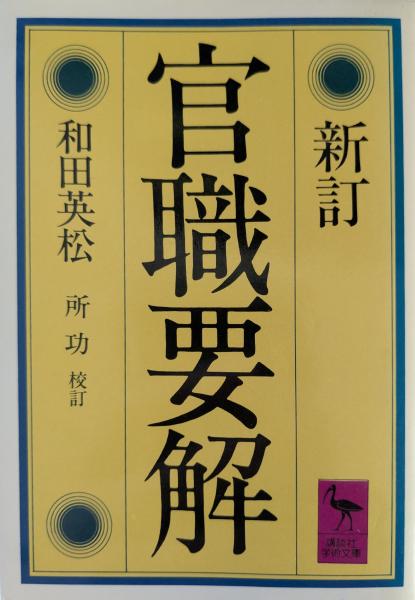 新訂
官職要解
和田英松
所功 校訂
講談社
学術文庫